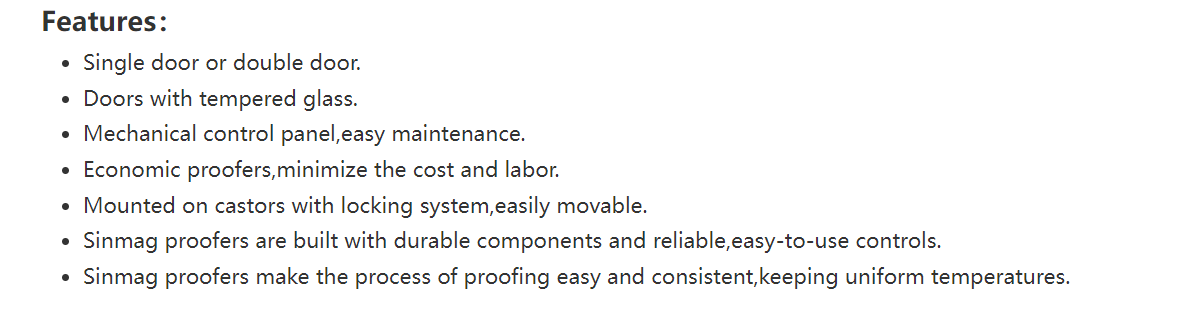 Features:
• Single door or double door.
• Doors with tempered glass.
• Mechanical control panel,easy maintenance.
• Economic proofers,minimize the cost and labor.
• Mounted on castors with locking system,easily movable.
• Sinmag proofers are built with durable components and reliable,easy-to-use controls.
• Sinmag proofers make the process of proofing easy and consistent,keeping uniform temperatures.